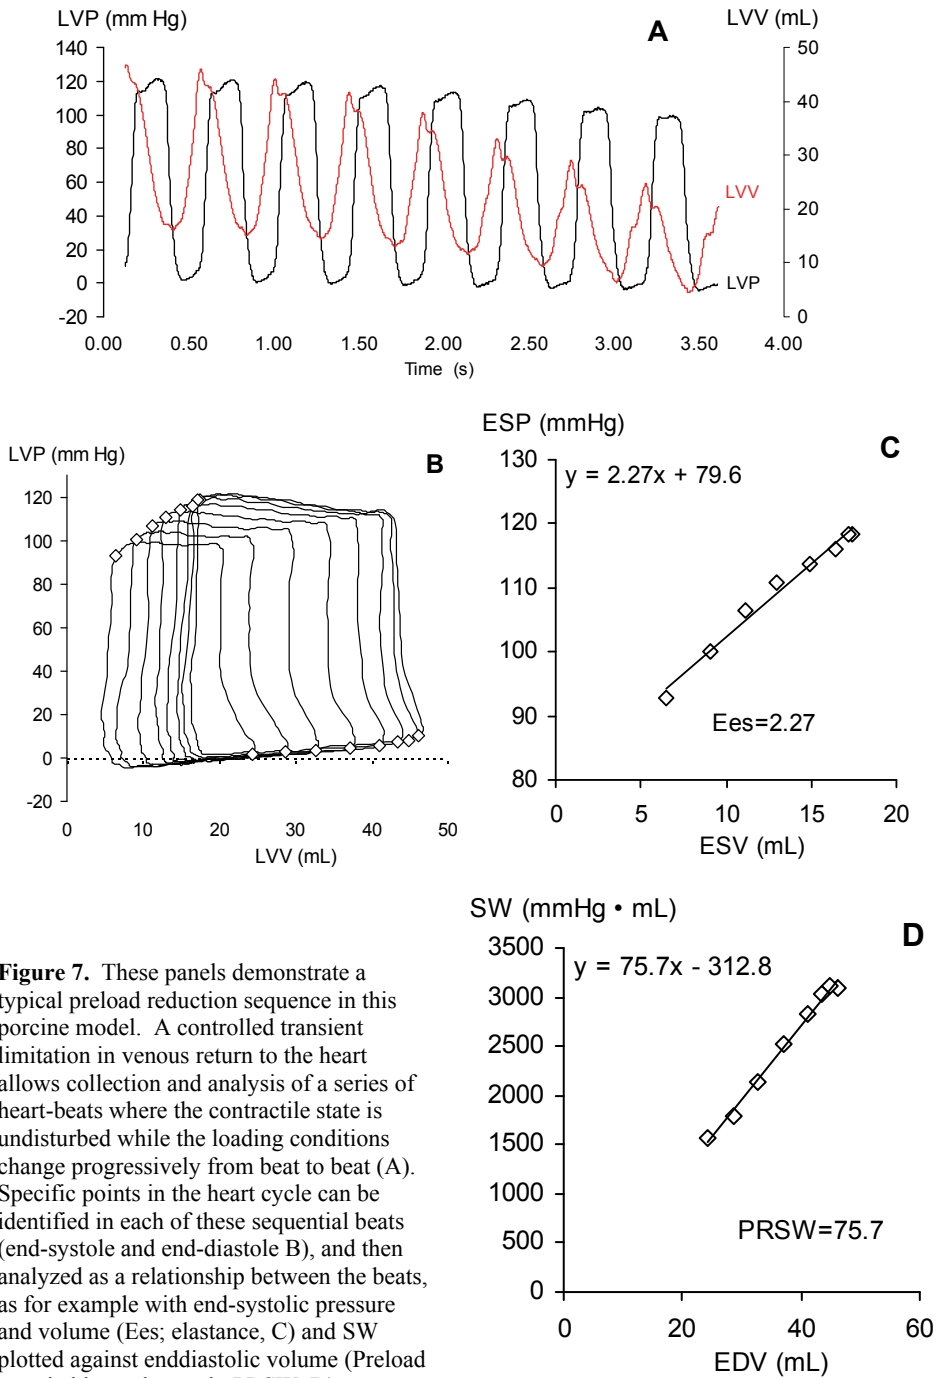 LVP (mm Hg)
LVV (mL)
A
140
120
100
80
60
40
20
0
-20
50
40
30
20
10
0
LVV
LVP
0.00 0.50 1.00 1.50 2.00 2.50 3.00 3.50 4.00
Time (s)
LVP (mm Hg)
B
120
100
80
60
40
20
0
-20
0 10 20 30 40 50
LVV (mL)
ESP (mmHg)
C
130
120
110
100
90
80
y = 2.27x + 79.6
Ees=2.27
0 5 10 15 20
ESV (mL)
SW (mmHg • mL)
D
3500
3000
2500
2000
1500
1000
500
0
y = 75.7x - 312.8
PRSW=75.7
0 20 40 60
EDV (mL)
Figure 7. These panels demonstrate a
typical preload reduction sequence in this
porcine model. A controlled transient
limitation in venous return to the heart
allows collection and analysis of a series of
heart-beats where the contractile state is
undisturbed while the loading conditions
change progressively from beat to beat (A).
Specific points in the heart cycle can be
identified in each of these sequential beats
(end-systole and end-diastole B), and then
analyzed as a relationship between the beats,
as for example with end-systolic pressure
and volume (Ees; elastance, C) and SW
plotted against enddiastolic volume (Preload